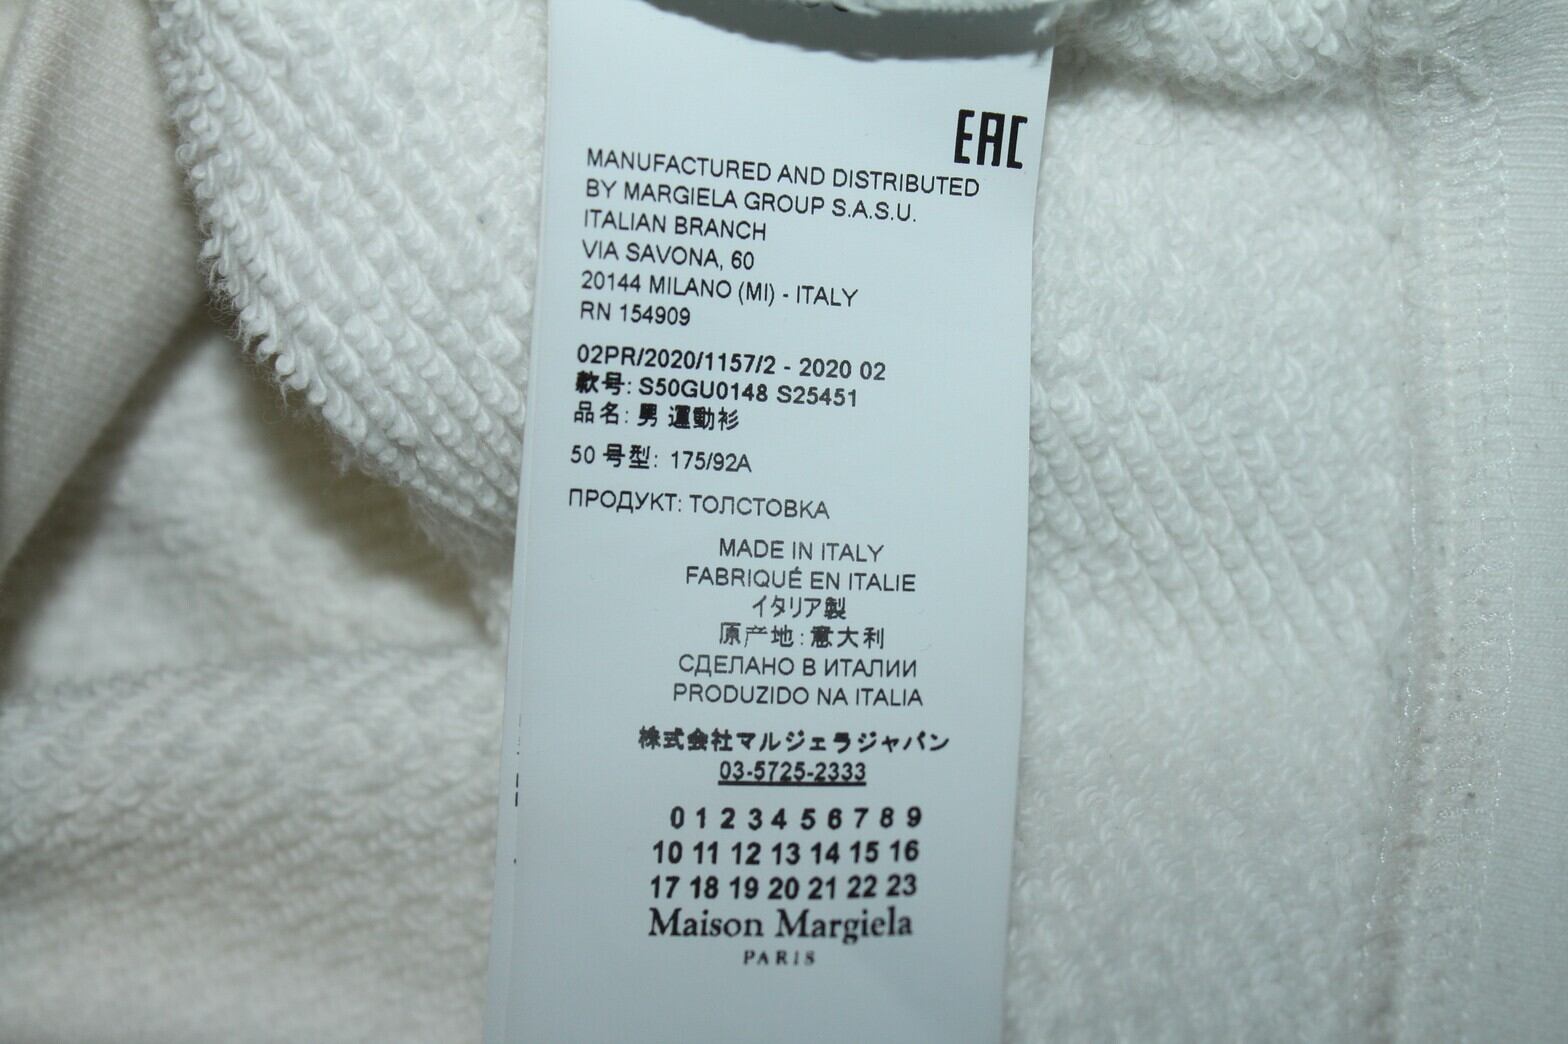 EAC
MANUFACTURED AND DISTRIBUTED
BY MARGIELA GROUP S.A.S.U.
ITALIAN BRANCH
VIA SAVONA, 60
20144 MILANO (MI) - ITALY
RN 154909
02PR/2020/1157/2 - 2020 02
款号: S50GU0148 S25451
品名: 男 運動衫
50 号型: 175/92A
ПРОДУКТ: ТОЛСТОВКА
MADE IN ITALY
FABRIQUÉ EN ITALIE
イタリア製
原产地: 意大利
СДЕЛАНО В ИТАЛИИ
PRODUZIDO NA ITALIA
株式会社マルジェラジャパン
03-5725-2333
0 1 2 3 4 5 6 7 8 9
10 11 12 13 14 15 16
17 18 19 20 21 22 23
Maison Margiela
PARIS